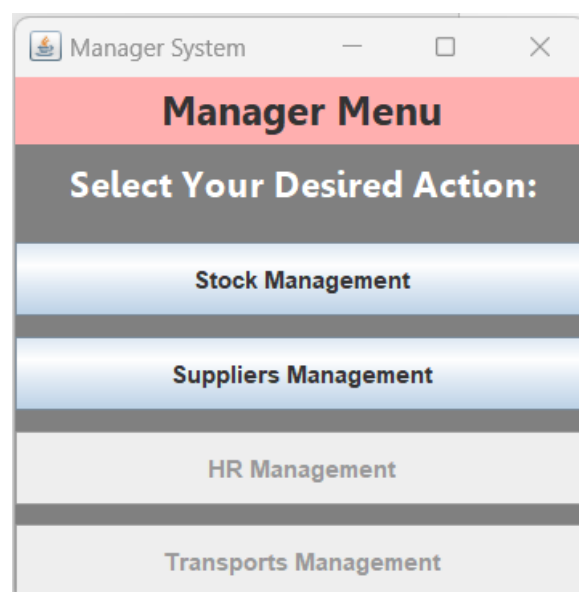 Manager System
Manager Menu
Select Your Desired Action:
Stock Management
Suppliers Management
HR Management
Transports Management